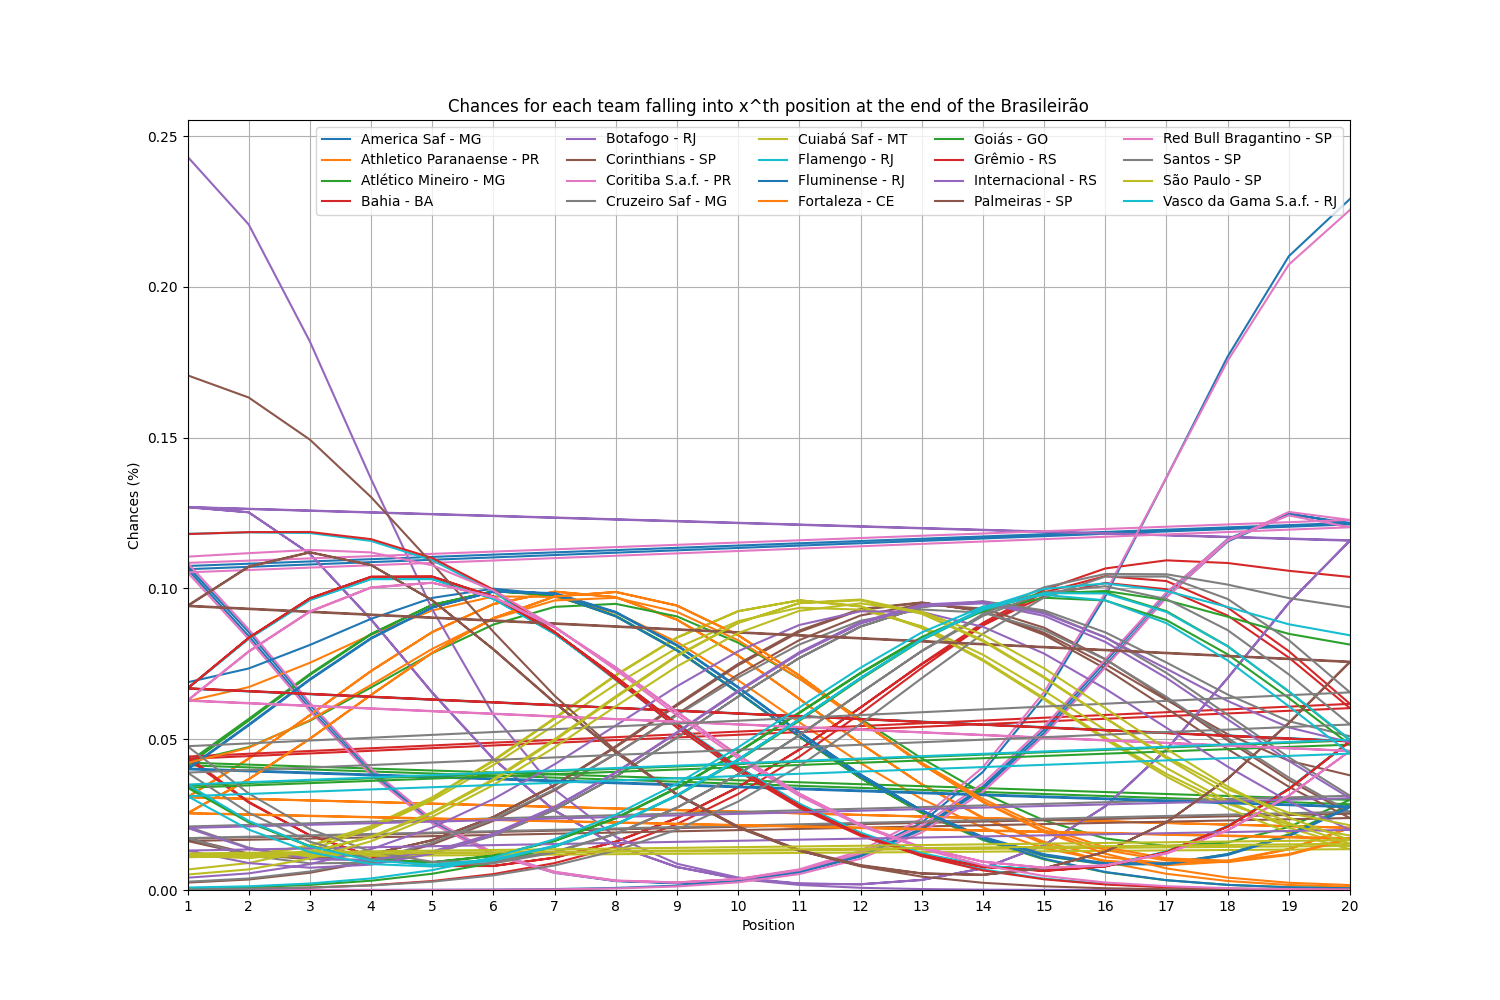 Chances for each team falling into x^th position at the end of the Brasileirão
America Saf - MG
Athletico Paranaense - PR
Atlético Mineiro - MG
Bahia - BA
Botafogo - RJ
Corinthians - SP
Coritiba S.a.f. - PR
Cruzeiro Saf - MG
Cuiabá Saf - MT
Flamengo - RJ
Fluminense - RJ
Fortaleza - CE
Goiás - GO
Grêmio - RS
Internacional - RS
Palmeiras - SP
Red Bull Bragantino - SP
Santos - SP
São Paulo - SP
Vasco da Gama S.a.f. - RJ
Chances (%)
0.25
0.20
0.15
0.10
0.05
0.00
1 2 3 4 5 6 7 8 9 10 11 12 13 14 15 16 17 18 19 20
Position